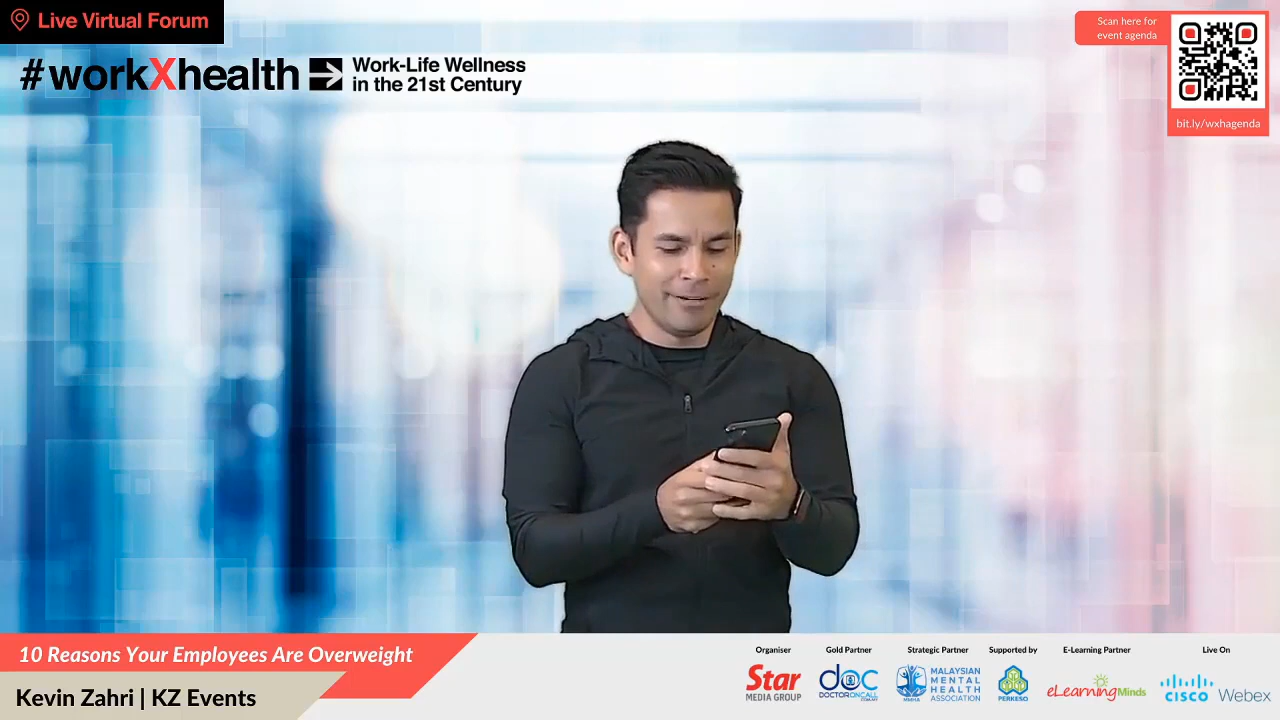 Live Virtual Forum
#workXhealth
Work-Life Wellness
in the 21st Century
Scan here for
event agenda
bit.ly/wxhagenda
10 Reasons Your Employees Are Overweight
Kevin Zahri | KZ Events
Organiser
Star
MEDIA GROUP
Gold Partner
doc
DOCTORONCALL
Strategic Partner
MMHA
MALAYSIAN
MENTAL
HEALTH
ASSOCIATION
Supported by
PERKESO
E-Learning Partner
eLearningMinds
Live On
CISCO Webex